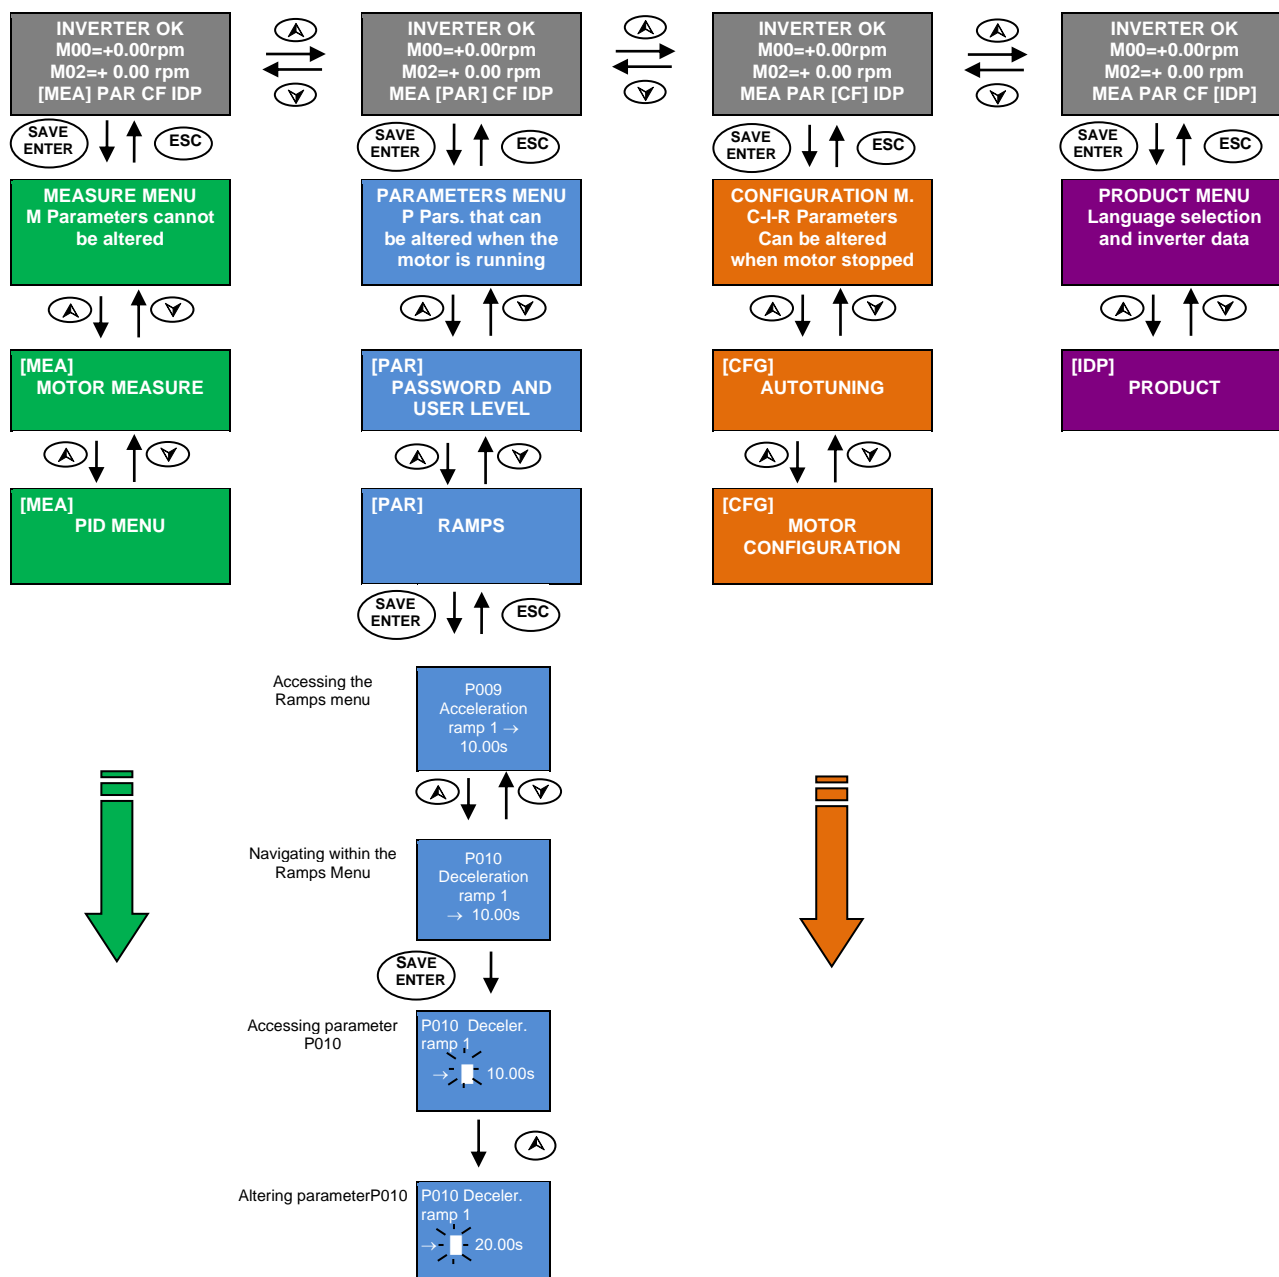 INVERTER OK
M00=+0.00rpm
M02=+ 0.00 rpm
[MEA] PAR CF IDP
INVERTER OK
M00=+0.00rpm
M02=+ 0.00 rpm
MEA [PAR] CF IDP
INVERTER OK
M00=+0.00rpm
M02=+ 0.00 rpm
MEA PAR [CF] IDP
INVERTER OK
M00=+0.00rpm
M02=+ 0.00 rpm
MEA PAR CF [IDP]
SAVE
ENTER
ESC
SAVE
ENTER
ESC
SAVE
ENTER
ESC
SAVE
ENTER
ESC
MEASURE MENU
M Parameters cannot
be altered
PARAMETERS MENU
P Pars. that can
be altered when the
motor is running
CONFIGURATION M.
C-I-R Parameters
Can be altered
when motor stopped
PRODUCT MENU
Language selection
and inverter data
[MEA]
MOTOR MEASURE
[PAR]
PASSWORD AND
USER LEVEL
[CFG]
AUTOTUNING
[IDP]
PRODUCT
[MEA]
PID MENU
[PAR]
RAMPS
[CFG]
MOTOR
CONFIGURATION
SAVE
ENTER
ESC
Accessing the
Ramps menu
P009
Acceleration
ramp 1 →
10.00s
Navigating within the
Ramps Menu
P010
Deceleration
ramp 1
→ 10.00s
SAVE
ENTER
Accessing parameter
P010
P010 Deceler.
ramp 1
→ 10.00s
Altering parameterP010
P010 Deceler.
ramp 1
→ 20.00s